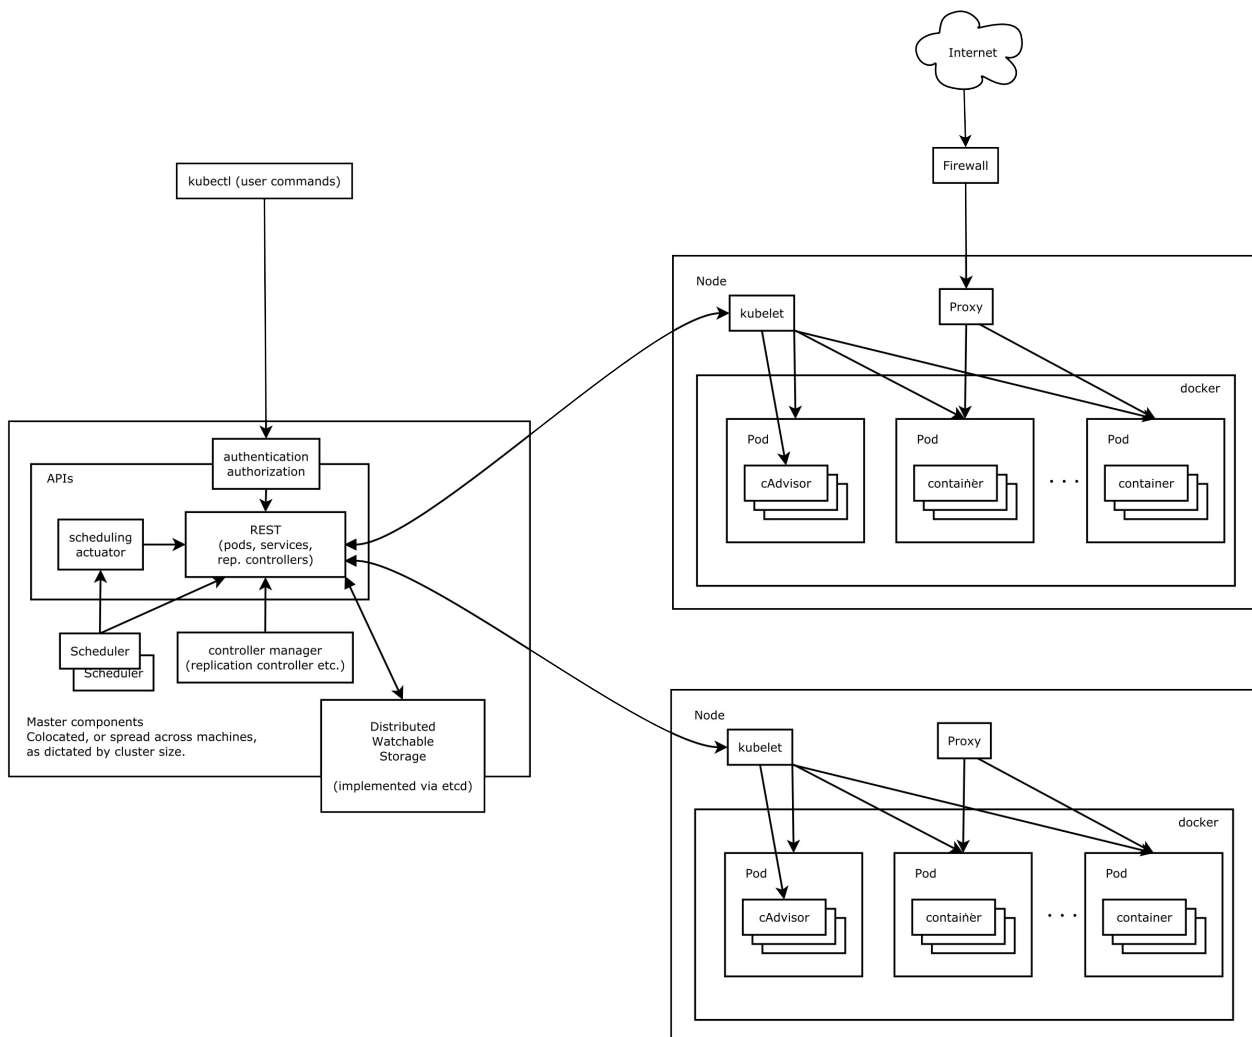 Internet
Firewall
kubectl (user commands)
authentication
authorization
APIs
scheduling
actuator
REST
(pods, services,
rep. controllers)
Scheduler
Scheduler
controller manager
(replication controller etc.)
Master components
Colocated, or spread across machines,
as dictated by cluster size.
Distributed
Watchable
Storage
(implemented via etcd)
Node
kubelet
Proxy
docker
Pod
cAdvisor
Pod
container
. . .
Pod
container
Node
kubelet
Proxy
docker
Pod
cAdvisor
Pod
container
. . .
Pod
container